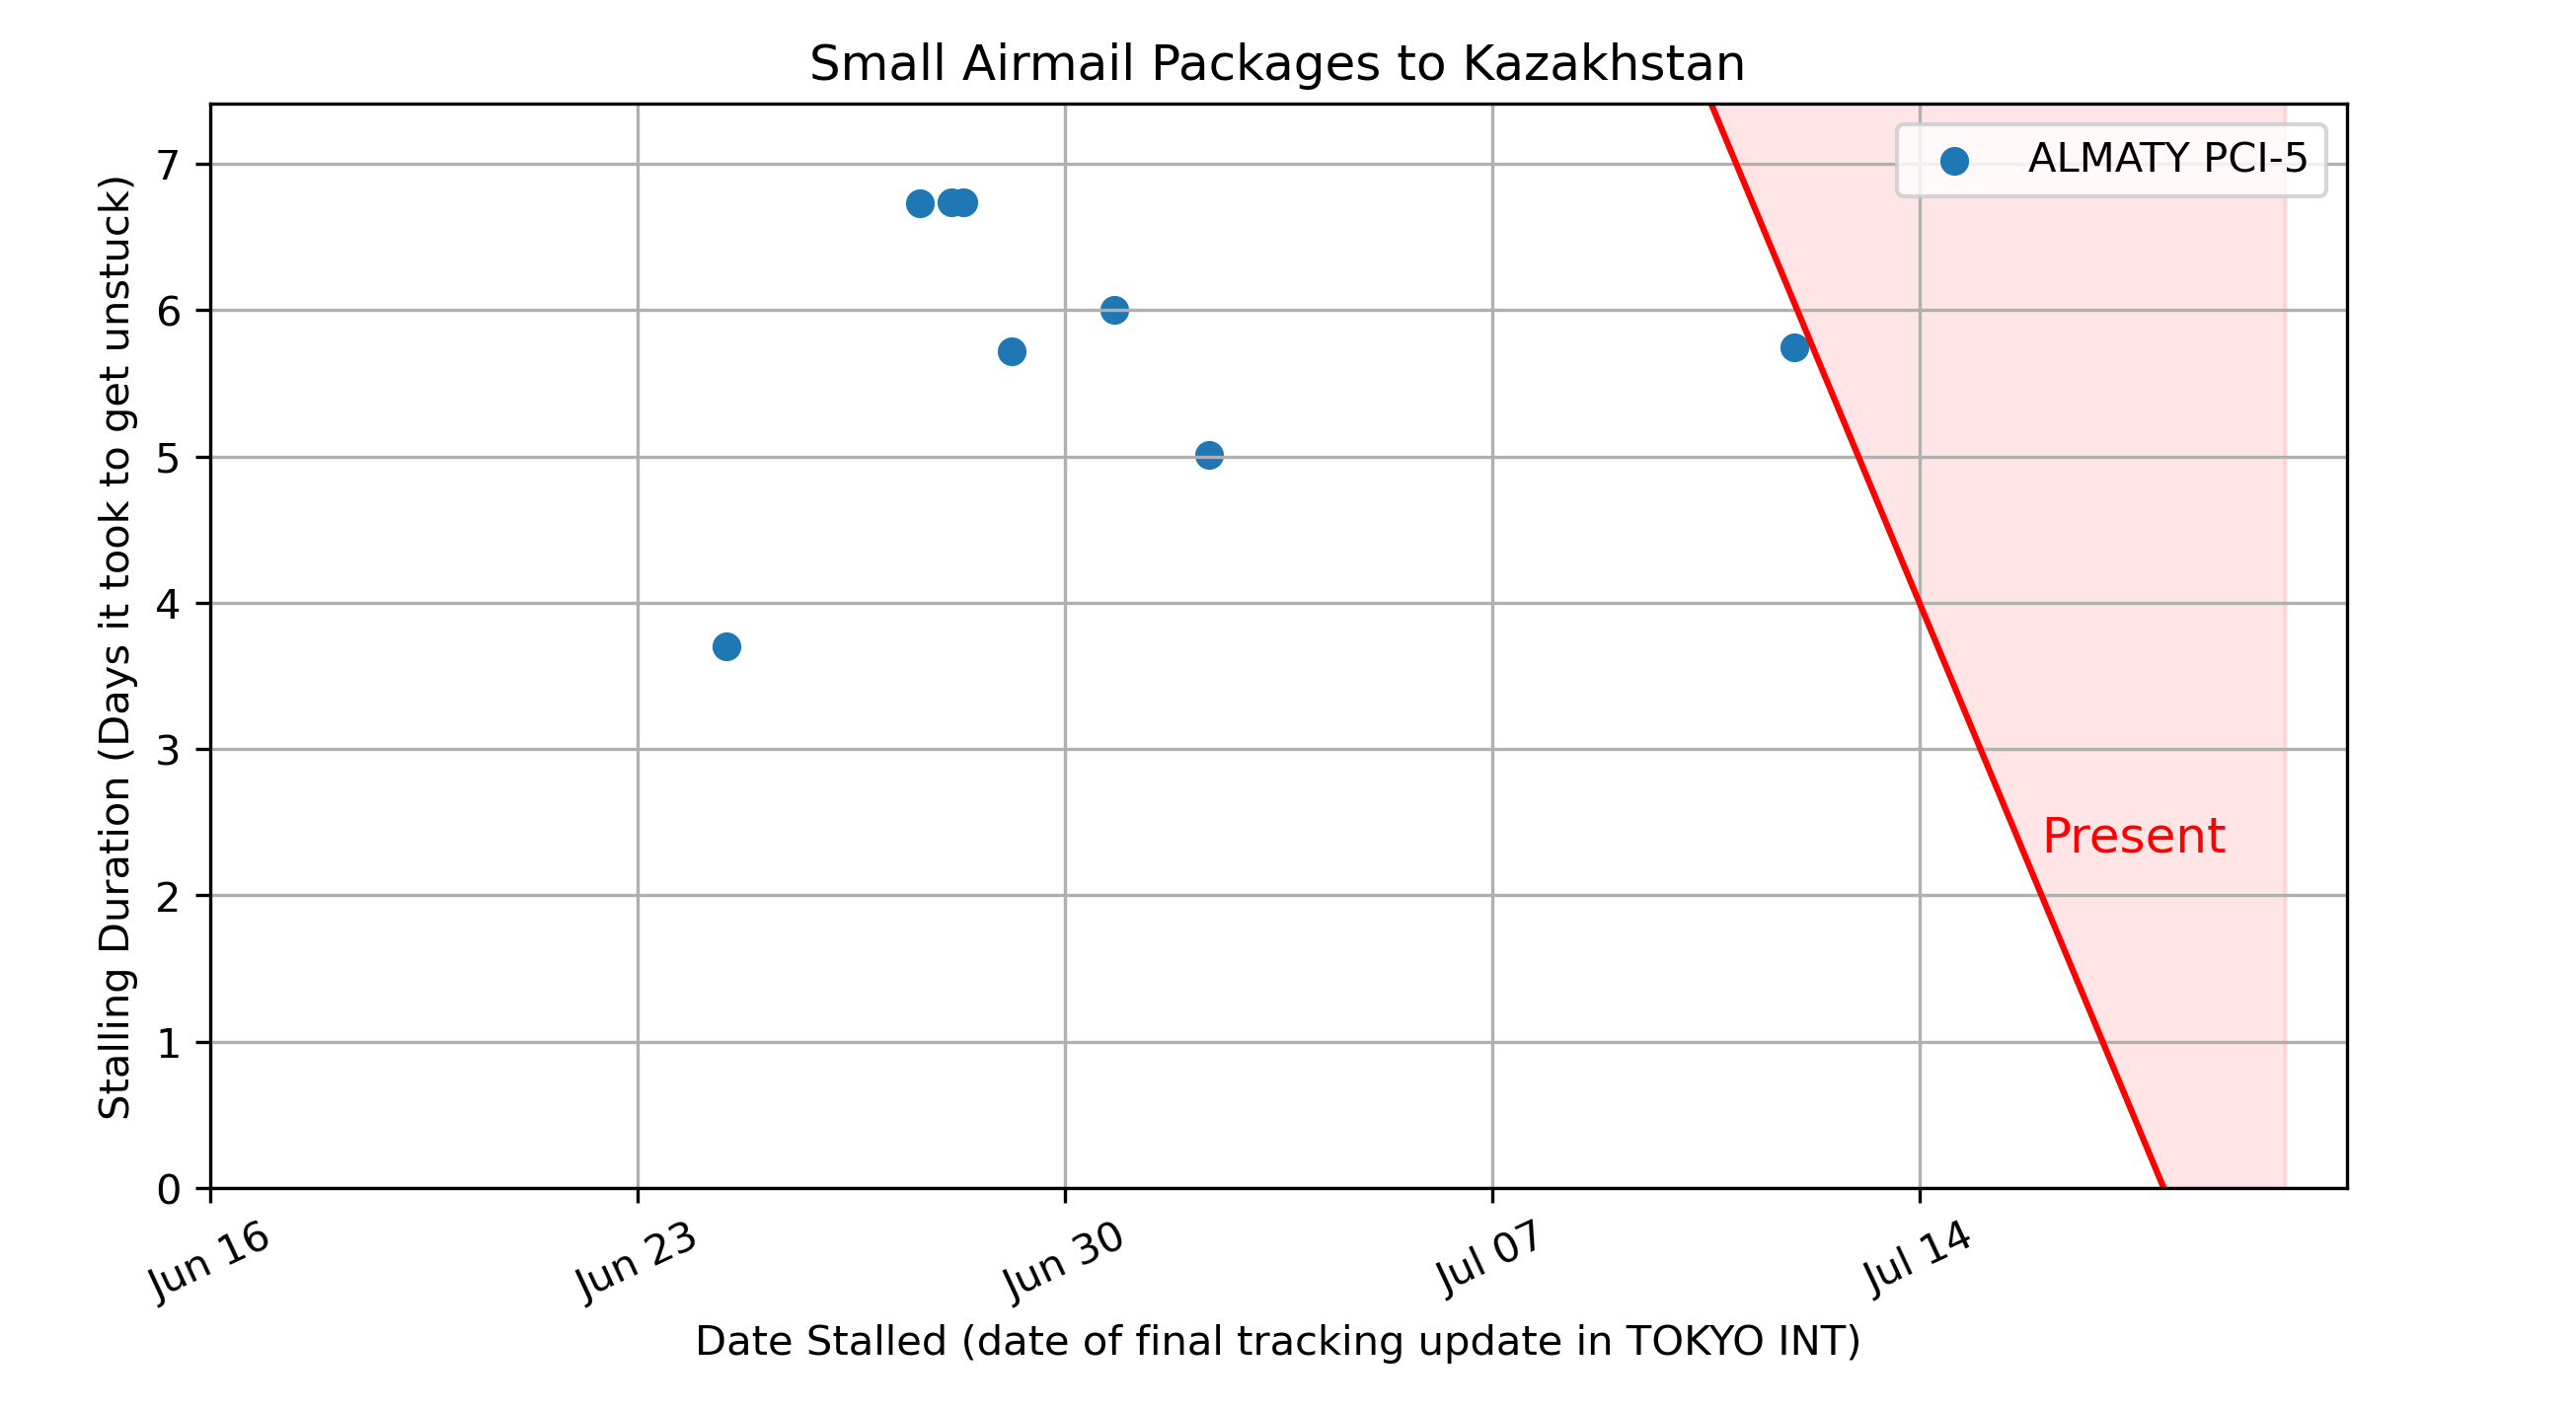 Small Airmail Packages to Kazakhstan
ALMATY PCI-5
Stalling Duration (Days it took to get unstuck)
7
6
5
4
3
2
1
0
Present
Jun 16
Jun 23
Jun 30
Jul 07
Jul 14
Date Stalled (date of final tracking update in TOKYO INT)